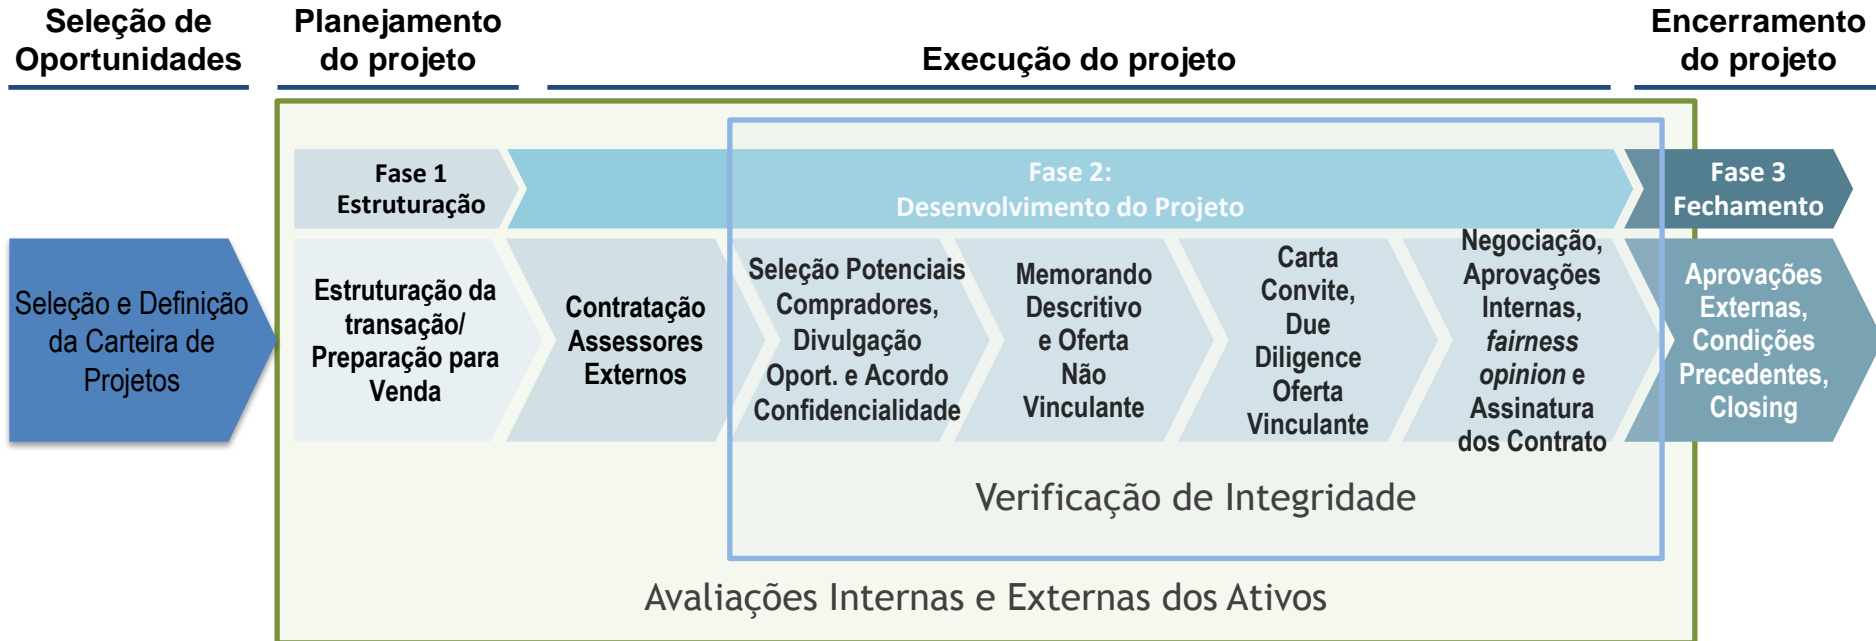 Seleção de
Oportunidades
Planejamento
do projeto
Execução do projeto
Encerramento
do projeto
Fase 1
Estruturação
Fase 2:
Desenvolvimento do Projeto
Fase 3
Fechamento
Seleção e Definição
da Carteira de
Projetos
Estruturação da
transação/
Preparação para
Venda
Contratação
Assessores
Externos
Seleção Potenciais
Compradores,
Divulgação
Oport. e Acordo
Confidencialidade
Memorando
Descritivo
e Oferta
Não
Vinculante
Carta
Convite,
Due
Diligence
Oferta
Vinculante
Negociação,
Aprovações
Internas,
fairness
opinion e
Assinatura
dos Contrato
Aprovações
Externas,
Condições
Precedentes,
Closing
Verificação de Integridade
Avaliações Internas e Externas dos Ativos